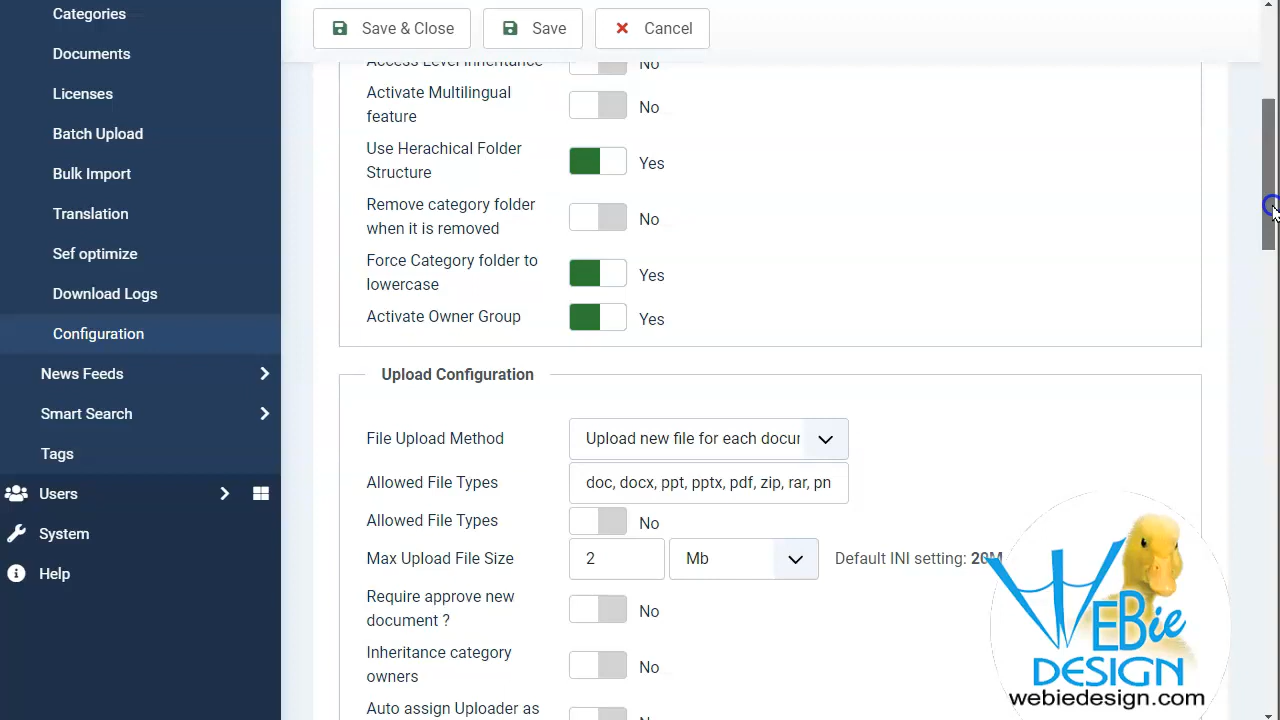 Categories
Documents
Licenses
Batch Upload
Bulk Import
Translation
Sef optimize
Download Logs
Configuration
News Feeds
Smart Search
Tags
Users
System
Help
Save & Close
Save
Cancel
Access Level Inheritance
No
Activate Multilingual
feature
No
Use Herachical Folder
Structure
Yes
Remove category folder
when it is removed
No
Force Category folder to
lowercase
Yes
Activate Owner Group
Yes
Upload Configuration
File Upload Method
Upload new file for each docur
Allowed File Types
doc, docx, ppt, pptx, pdf, zip, rar, pn
Allowed File Types
No
Max Upload File Size
2
Mb
Default INI setting: 20M
Require approve new
document ?
No
Inheritance category
owners
No
Auto assign Uploader as
WEBie
DESIGN
webiedesign.com